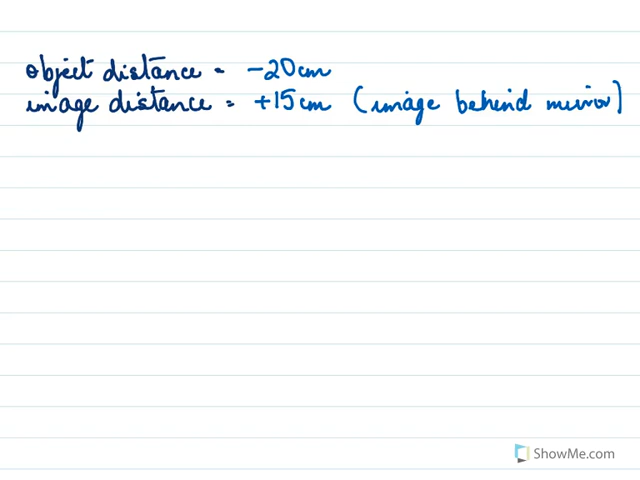 object distance = -20cm
image distance = +15cm (image behind mirror)
ShowMe.com